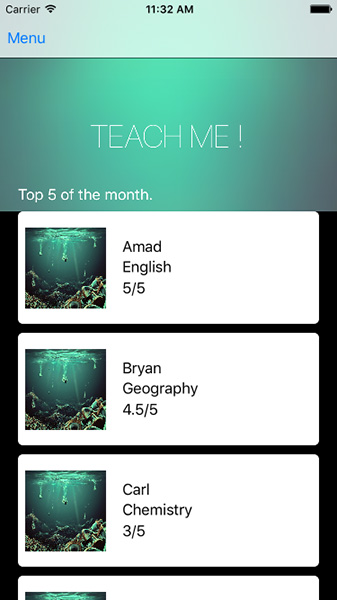 Carrier 11:32 AM
Menu
TEACH ME !
Top 5 of the month.
Amad
English
5/5
Bryan
Geography
4.5/5
Carl
Chemistry
3/5